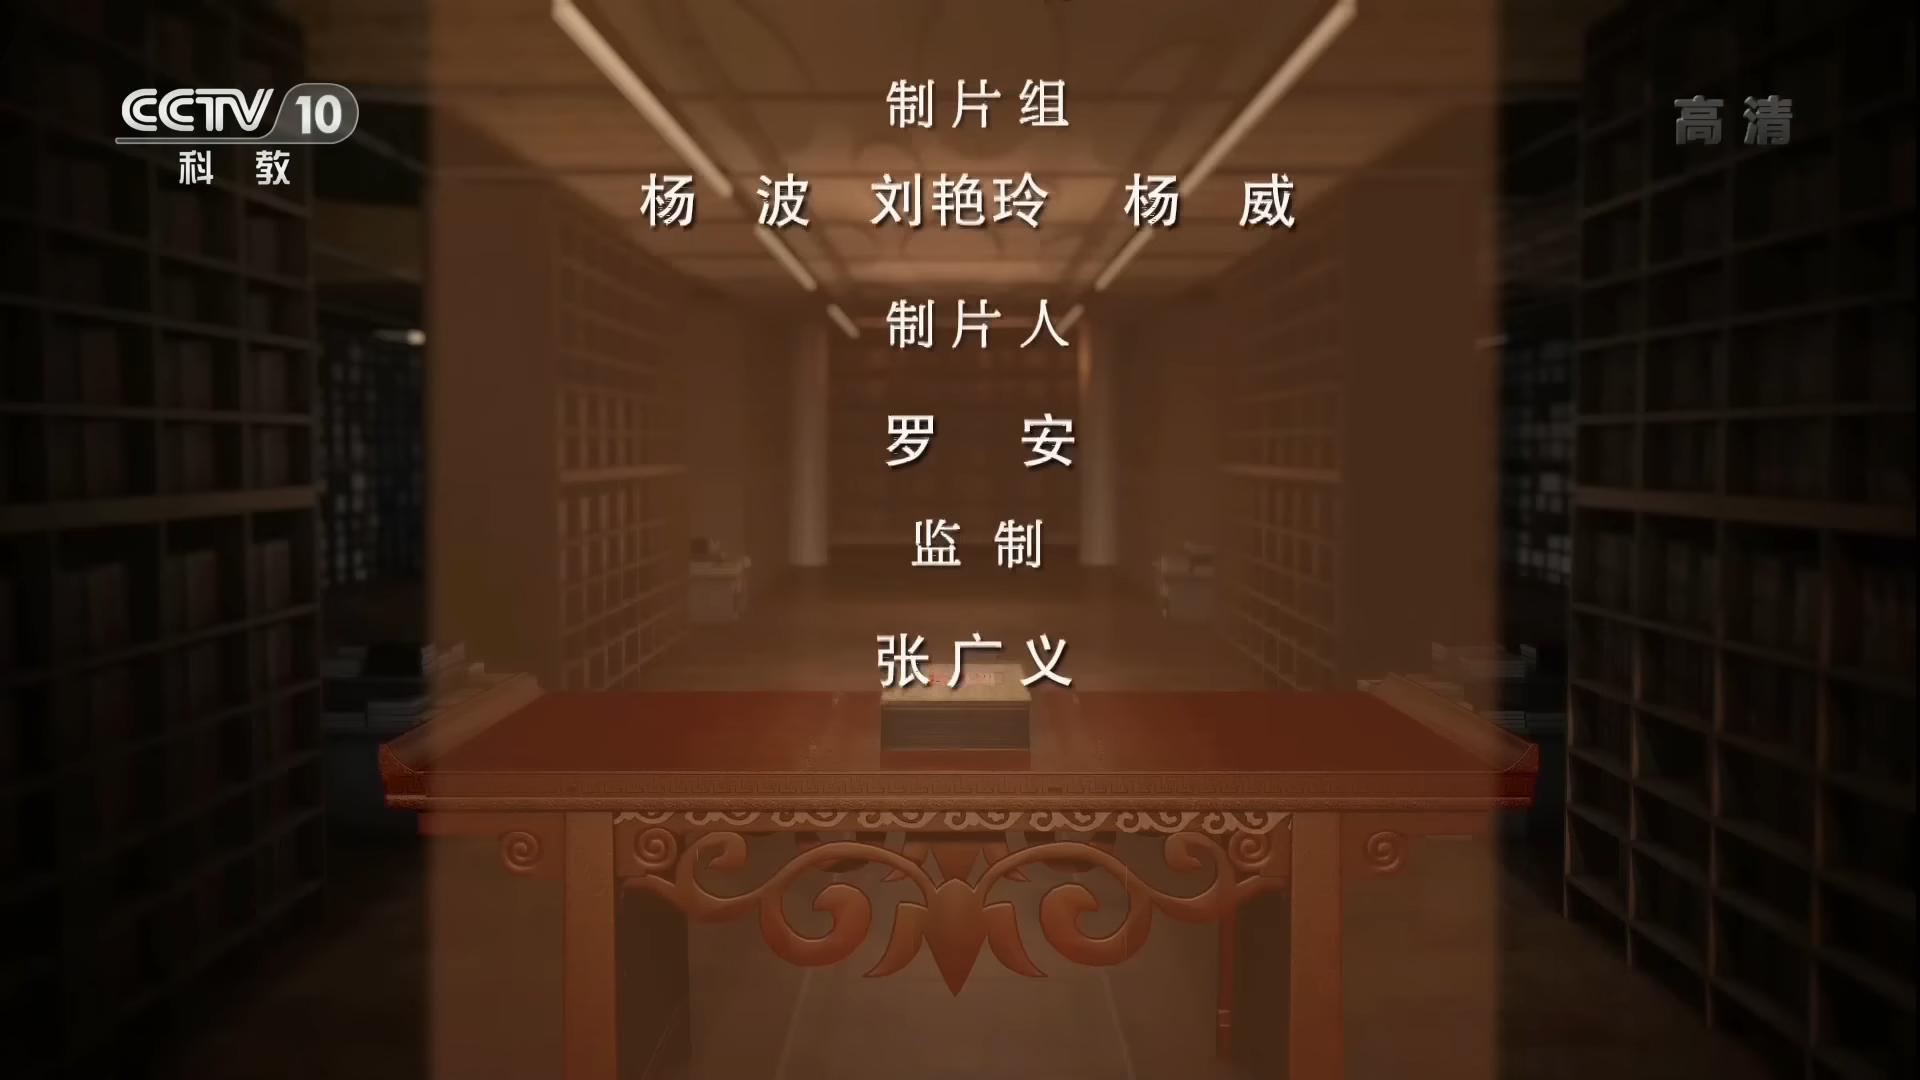 CCTV 10
科 教
高清
制片组
杨 波 刘艳玲 杨 威
制片人
罗 安
监 制
张广义